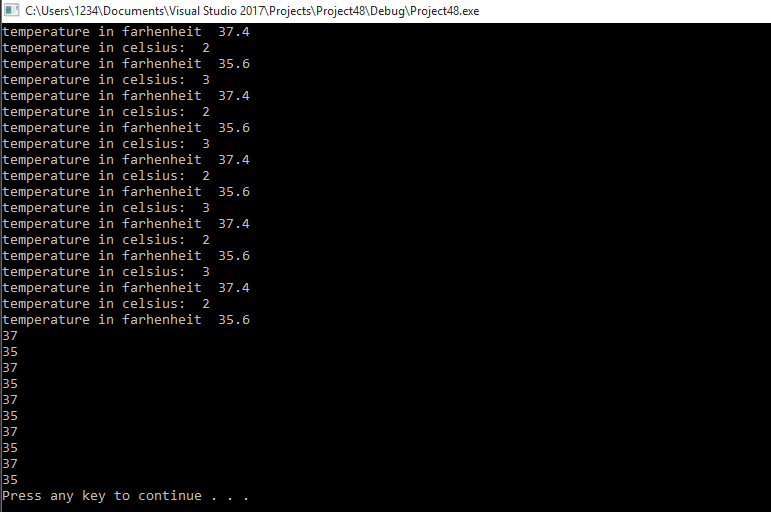 C:\Users\1234\Documents\Visual Studio 2017\Projects\Project48\Debug\Project48.exe
temperature in farhenheit  37.4
temperature in celsius:  2
temperature in farhenheit  35.6
temperature in celsius:  3
temperature in farhenheit  37.4
temperature in celsius:  2
temperature in farhenheit  35.6
temperature in celsius:  3
temperature in farhenheit  37.4
temperature in celsius:  2
temperature in farhenheit  35.6
temperature in celsius:  3
temperature in farhenheit  37.4
temperature in celsius:  2
temperature in farhenheit  35.6
temperature in celsius:  3
temperature in farhenheit  37.4
temperature in celsius:  2
temperature in farhenheit  35.6
37
35
37
35
37
35
37
35
37
35
Press any key to continue . . .